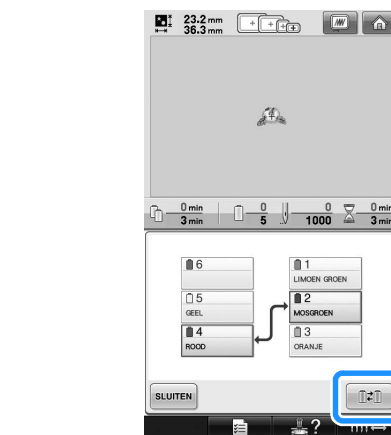 23.2 mm
36.3 mm
0 min
3 min
0
5
0
1000
0 min
3 min
6
1
LIMOEN GROEN
5
GEEL
2
MOSGROEN
4
ROOD
3
ORANJE
SLUITEN
?